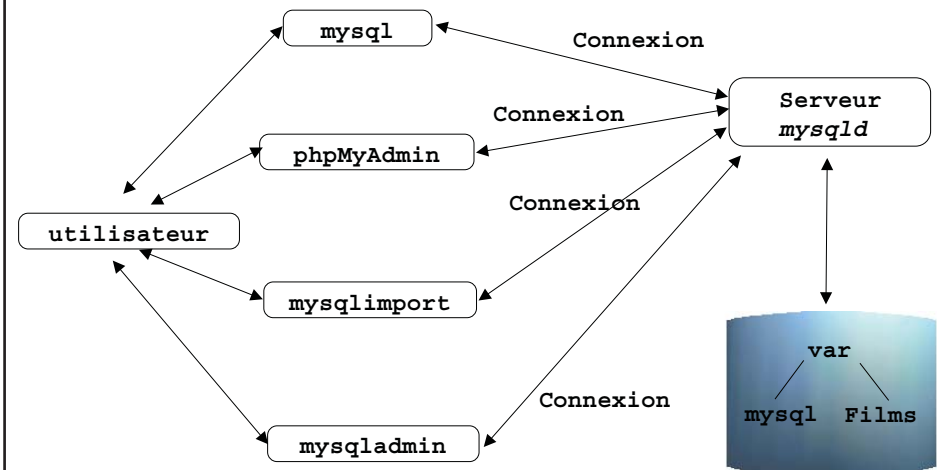 mysql
Connexion
Serveur
mysqld
Connexion
phpMyAdmin
Connexion
utilisateur
mysqlimport
var
mysql Films
Connexion
mysqladmin